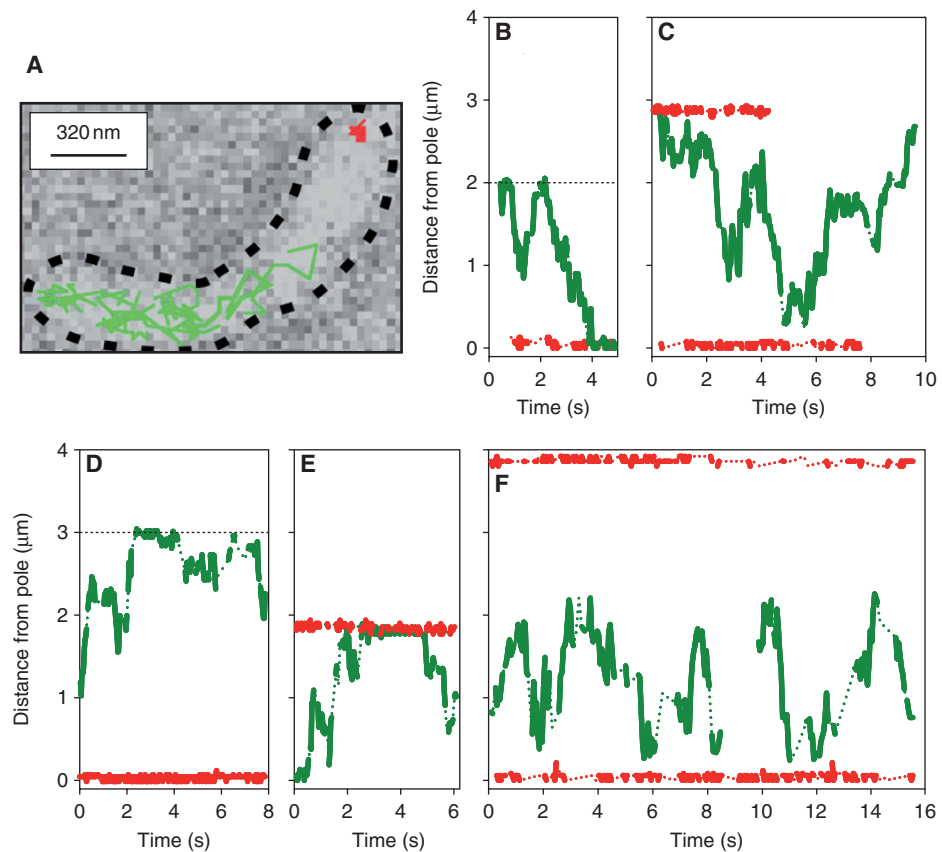 A
320 nm
B
C
Distance from pole (μm)
4
3
2
1
0
0 2 4
0 2 4 6 8 10
Time (s)
Time (s)
D
E
F
Distance from pole (μm)
4
3
2
1
0
0 2 4 6 8
0 2 4 6
0 2 4 6 8 10 12 14 16
Time (s)
Time (s)
Time (s)